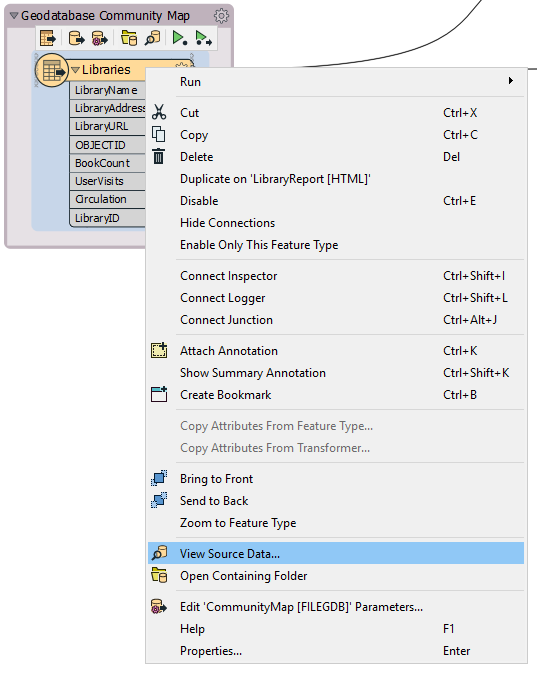 Geodatabase Community Map
Libraries
LibraryName
LibraryAddress
LibraryURL
OBJECTID
BookCount
UserVisits
Circulation
LibraryID
Run
Cut Ctrl+X
Copy Ctrl+C
Delete Del
Duplicate on 'LibraryReport [HTML]'
Disable Ctrl+E
Hide Connections
Enable Only This Feature Type
Connect Inspector Ctrl+Shift+I
Connect Logger Ctrl+Shift+L
Connect Junction Ctrl+Alt+J
Attach Annotation Ctrl+K
Show Summary Annotation Ctrl+Shift+K
Create Bookmark Ctrl+B
Copy Attributes From Feature Type...
Copy Attributes From Transformer...
Bring to Front
Send to Back
Zoom to Feature Type
View Source Data...
Open Containing Folder
Edit 'CommunityMap [FILEGDB]' Parameters...
Help F1
Properties... Enter